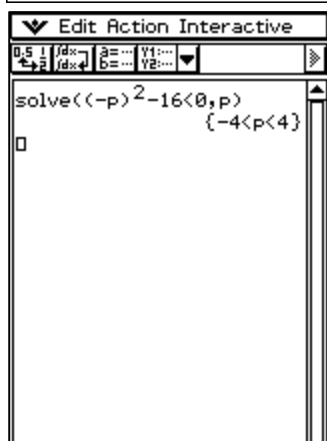 Edit Action Interactive
solve((-p)²-16<0,p)
{-4<p<4}